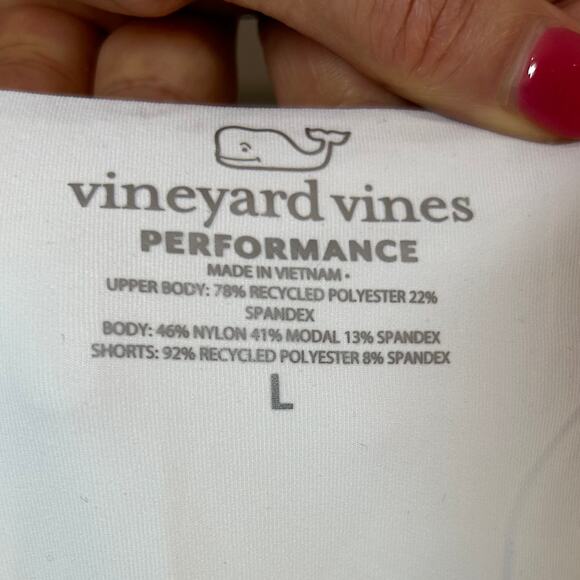 vineyard vines
PERFORMANCE
MADE IN VIETNAM •
UPPER BODY: 78% RECYCLED POLYESTER 22%
SPANDEX
BODY: 46% NYLON 41% MODAL 13% SPANDEX
SHORTS: 92% RECYCLED POLYESTER 8% SPANDEX
L